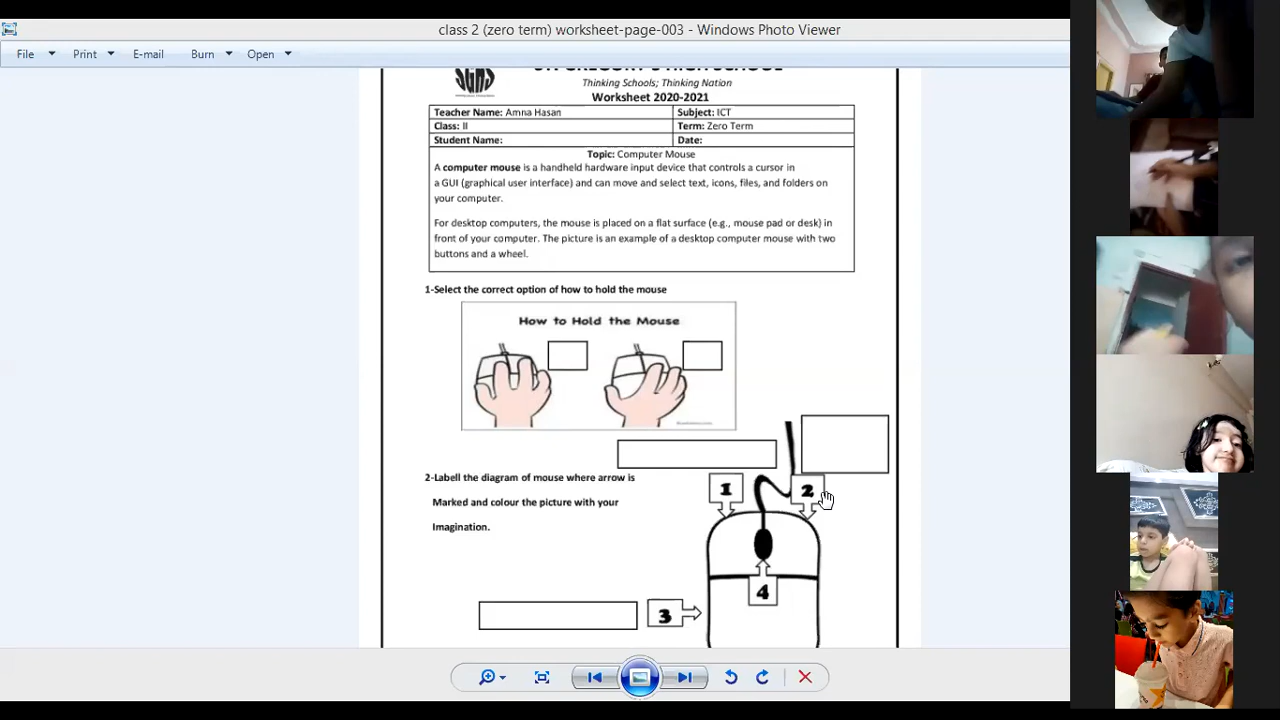 class 2 (zero term) worksheet-page-003 - Windows Photo Viewer
File Print E-mail Burn Open
SGHS
Thinking Schools; Thinking Nation
Worksheet 2020-2021
Teacher Name: Amna Hasan Subject: ICT
Class: II Term: Zero Term
Student Name: Date:
Topic: Computer Mouse
A computer mouse is a handheld hardware input device that controls a cursor in
a GUI (graphical user interface) and can move and select text, icons, files, and folders on
your computer.
For desktop computers, the mouse is placed on a flat surface (e.g., mouse pad or desk) in
front of your computer. The picture is an example of a desktop computer mouse with two
buttons and a wheel.
1-Select the correct option of how to hold the mouse
How to Hold the Mouse
2-Labell the diagram of mouse where arrow is
Marked and colour the picture with your
Imagination.
1
2
4
3